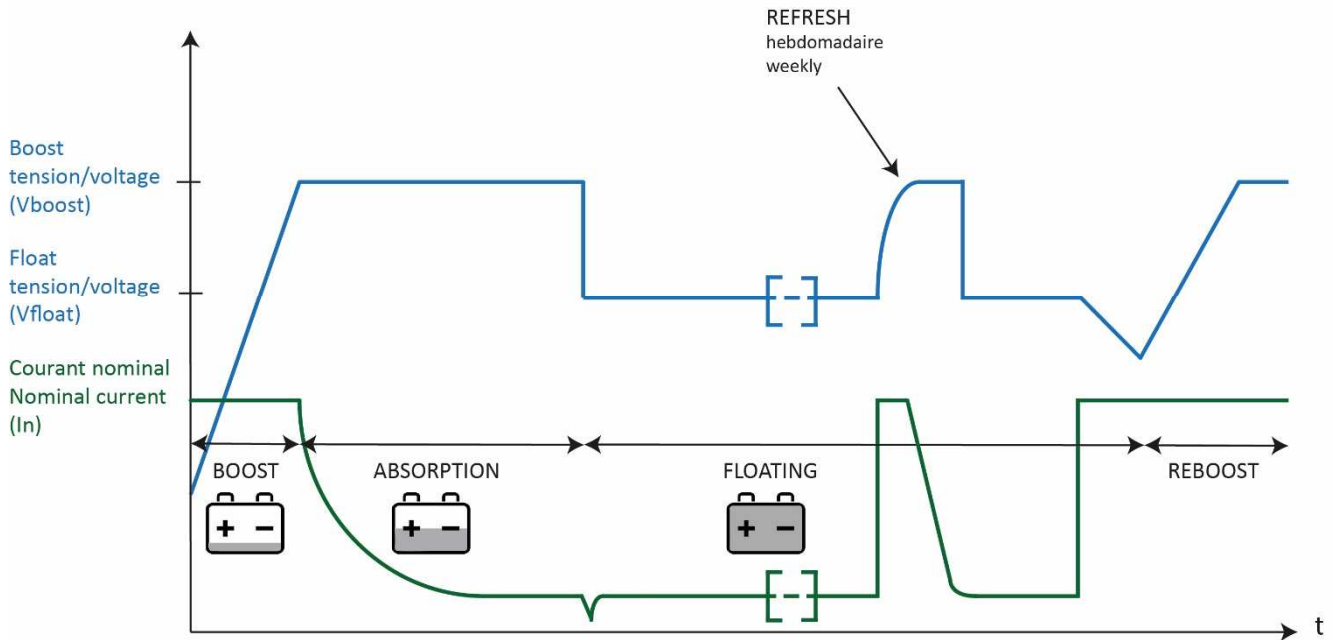 REFRESH
hebdomadaire
weekly
Boost
tension/voltage
(Vboost)
Float
tension/voltage
(Vfloat)
Courant nominal
Nominal current
(In)
BOOST
ABSORPTION
FLOATING
REBOOST
+ −
+ −
+ −
t